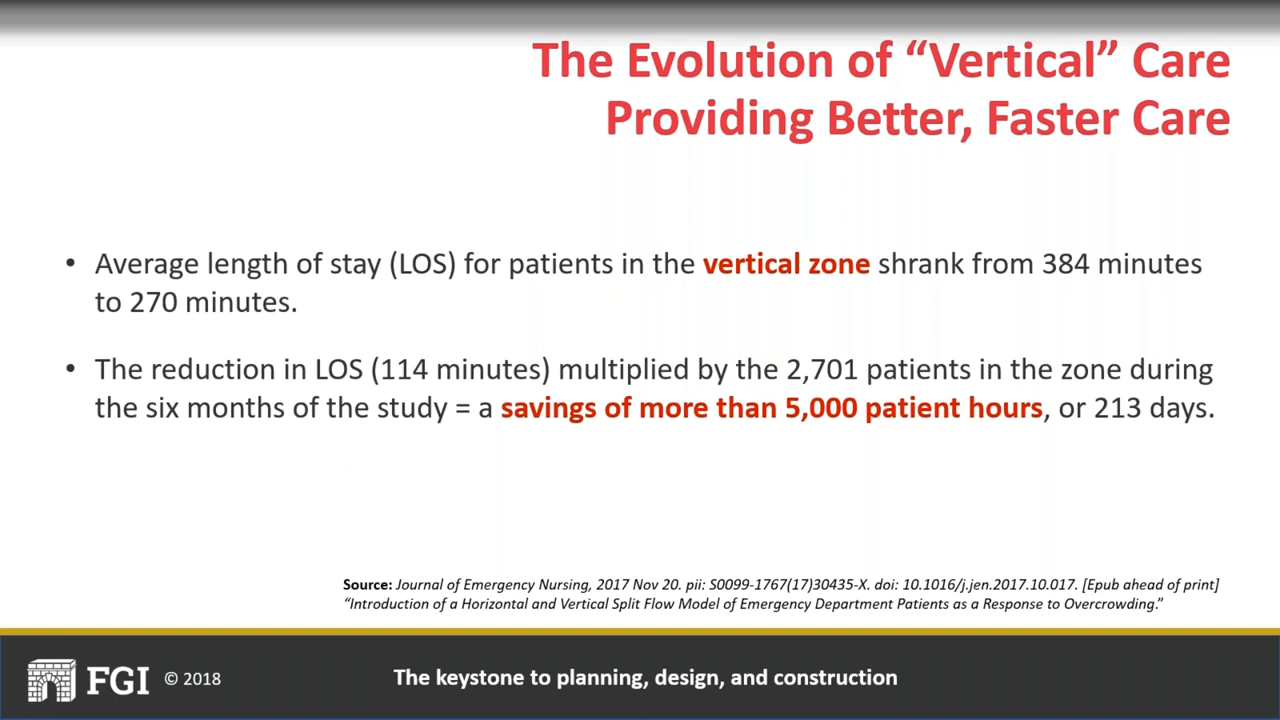 The Evolution of “Vertical” Care
Providing Better, Faster Care
• Average length of stay (LOS) for patients in the vertical zone shrank from 384 minutes
to 270 minutes.
• The reduction in LOS (114 minutes) multiplied by the 2,701 patients in the zone during
the six months of the study = a savings of more than 5,000 patient hours, or 213 days.
Source: Journal of Emergency Nursing, 2017 Nov 20. pii: S0099-1767(17)30435-X. doi: 10.1016/j.jen.2017.10.017. [Epub ahead of print]
“Introduction of a Horizontal and Vertical Split Flow Model of Emergency Department Patients as a Response to Overcrowding.”
FGI © 2018
The keystone to planning, design, and construction